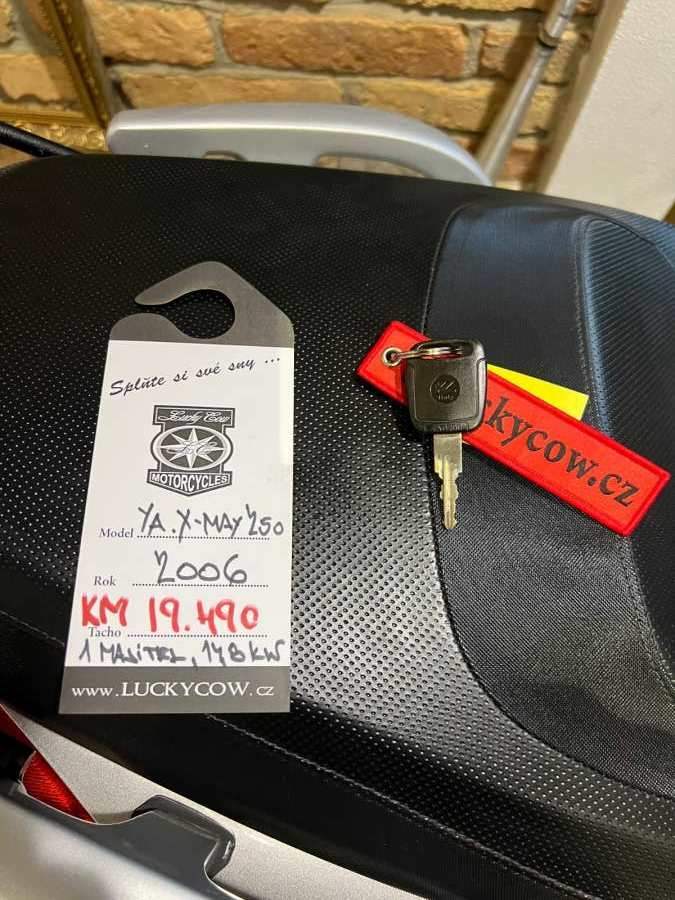 Splňte si své sny ...
Lucky Cow
MOTORCYCLES
Model YA. X-MAX 250
Rok 2006
KM 19.490
Tacho
1 MAJITEL, 14,8 KW
www.LUCKYCOW.cz
ckycow.cz